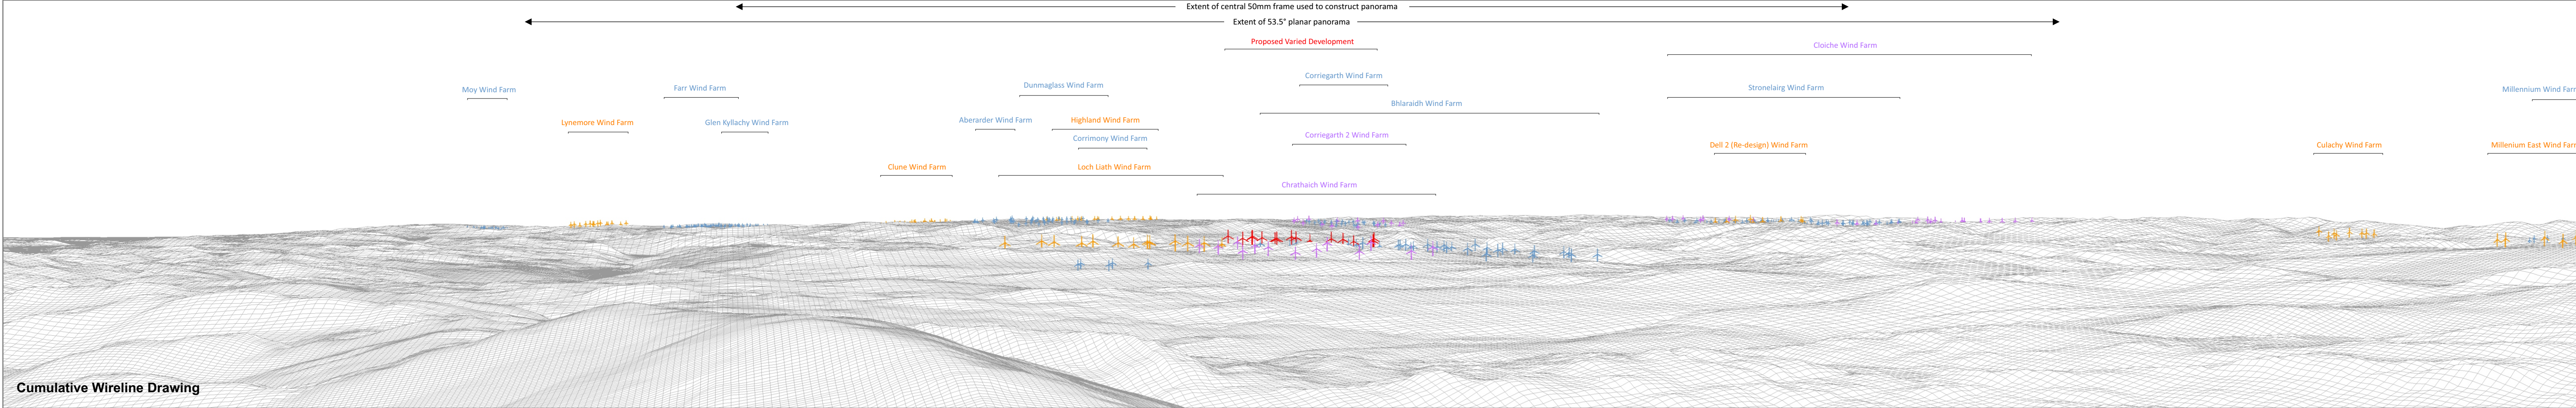 Extent of central 50mm frame used to construct panorama
Extent of 53.5° planar panorama
Proposed Varied Development
Cloiche Wind Farm
Corriegarth Wind Farm
Dunmaglass Wind Farm
Moy Wind Farm
Farr Wind Farm
Stronelairg Wind Farm
Millennium Wind Farm
Bhlaraidh Wind Farm
Lynemore Wind Farm
Glen Kyllachy Wind Farm
Aberarder Wind Farm
Highland Wind Farm
Corrimony Wind Farm
Corriegarth 2 Wind Farm
Dell 2 (Re-design) Wind Farm
Culachy Wind Farm
Millenium East Wind Farm
Clune Wind Farm
Loch Liath Wind Farm
Chrathaich Wind Farm
Cumulative Wireline Drawing